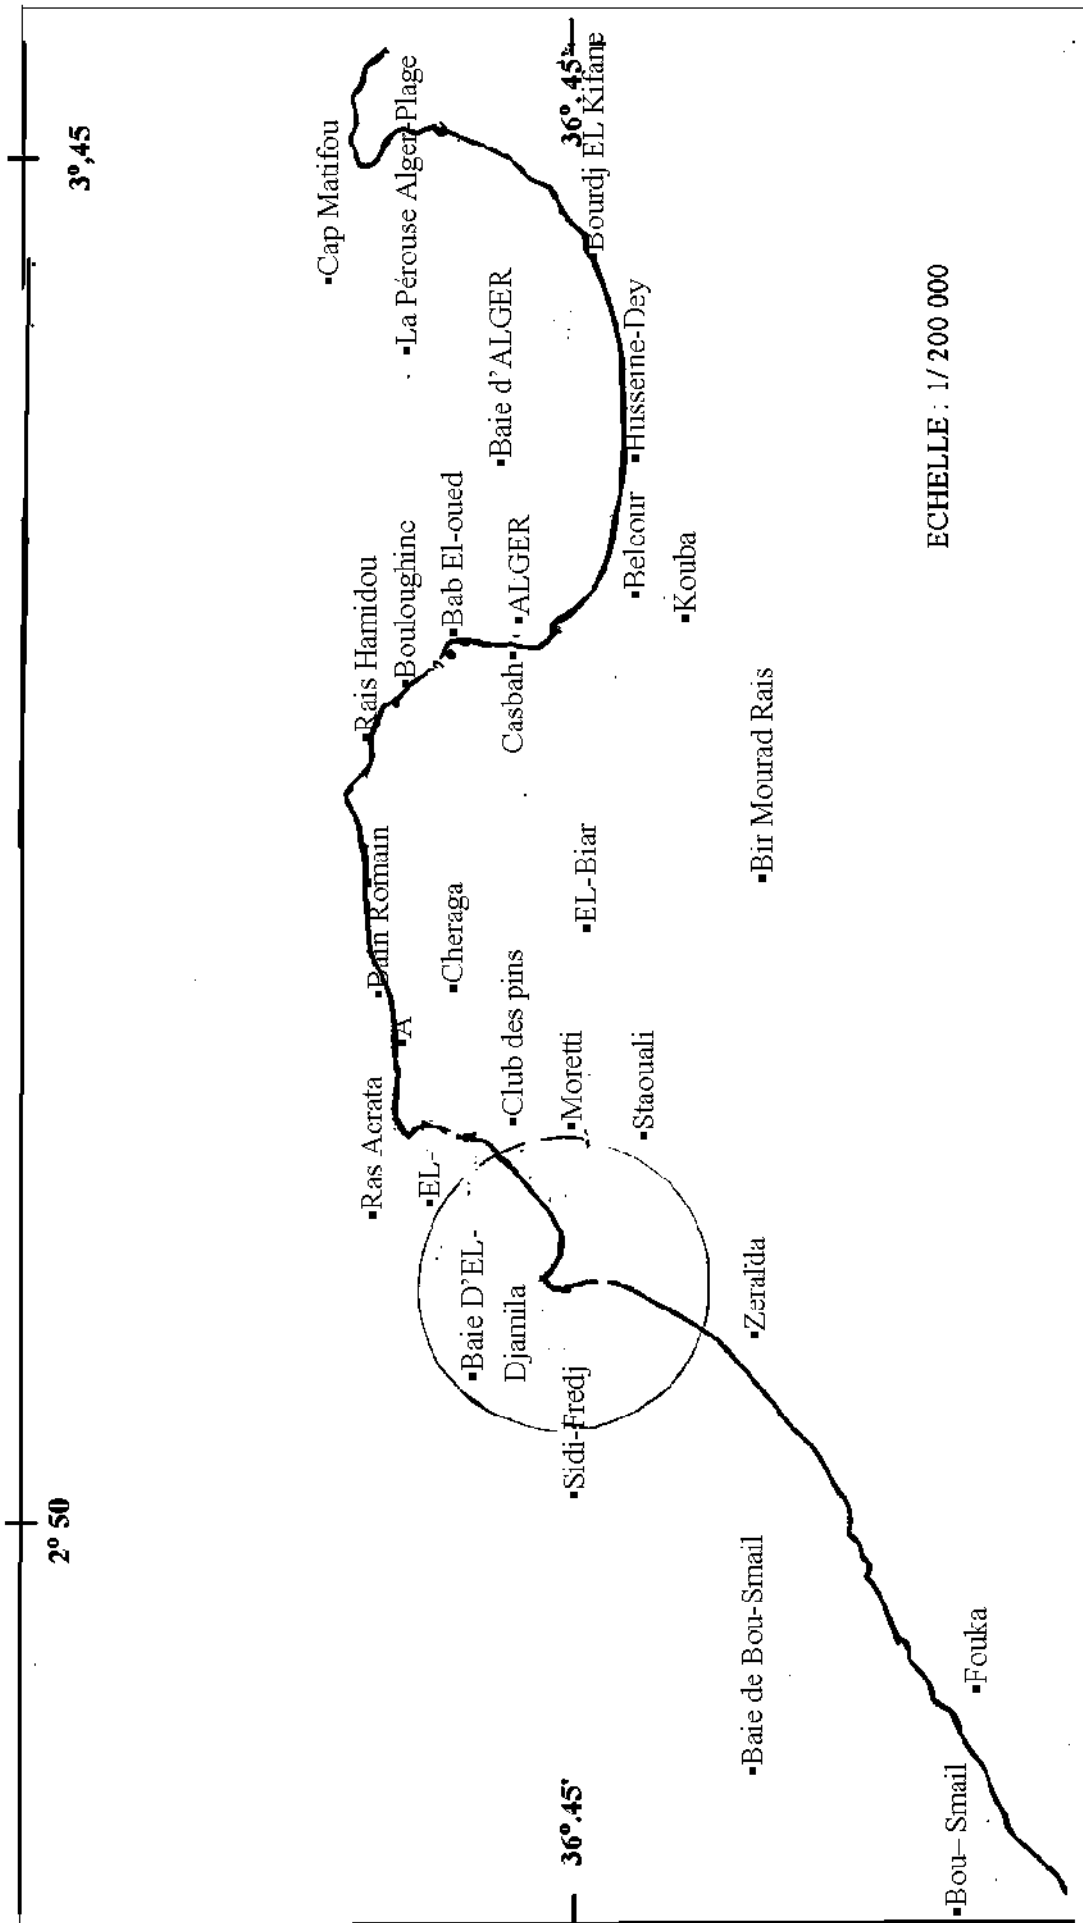 2° 50
3°,45
Cap Matifou
Rais Hamidou
Ras Acrata
Bain Romain
A
Bouloughine
La Pérouse Alger-Plage
EL-
Cheraga
Bab El-oued
Baie D'EL-
Djamila
Baie d'ALGER
Club des pins
Casbah
ALGER
36°.45'
Sidi-Fredj
Moretti
EL-Biar
36°.45'
Bourdj EL Kifane
Staouali
Belcour
Husseine-Dey
Kouba
Baie de Bou-Smail
Zeralda
Bir Mourad Rais
Bou–Smail
Fouka
ECHELLE : 1/ 200 000